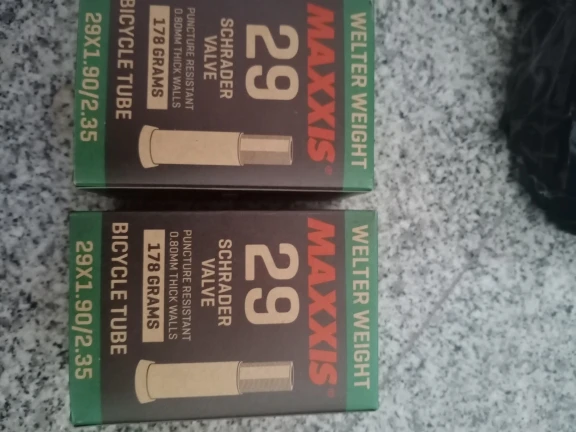 WELTER WEIGHT
MAXXIS®
29
SCHRADER
VALVE
PUNCTURE RESISTANT
0.80MM THICK WALLS
178 GRAMS
BICYCLE TUBE
29X1.90/2.35
WELTER WEIGHT
MAXXIS®
29
SCHRADER
VALVE
PUNCTURE RESISTANT
0.80MM THICK WALLS
178 GRAMS
BICYCLE TUBE
29X1.90/2.35